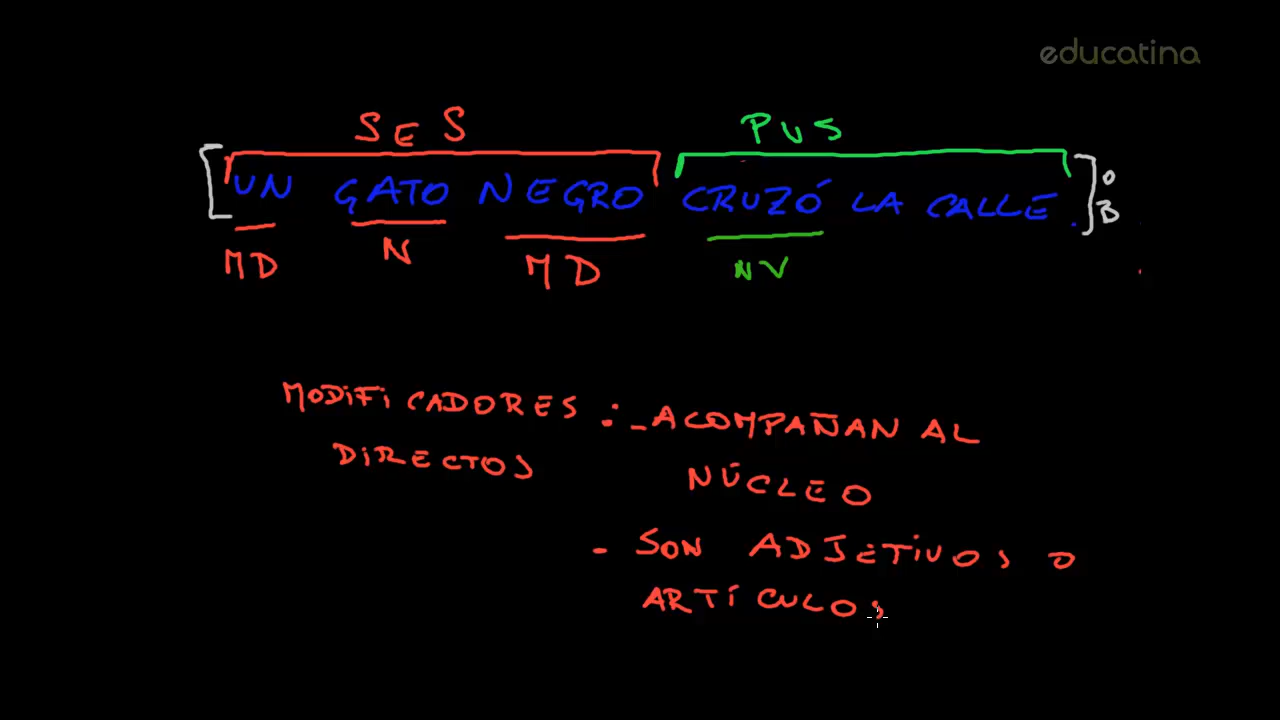 educatina
SES PVS
[UN GATO NEGRO CRUZÓ LA CALLE.] O
B
MD N MD NV
MODIFICADORES : - ACOMPAÑAN AL
DIRECTOS NÚCLEO
- SON ADJETIVOS O
ARTÍCULOS